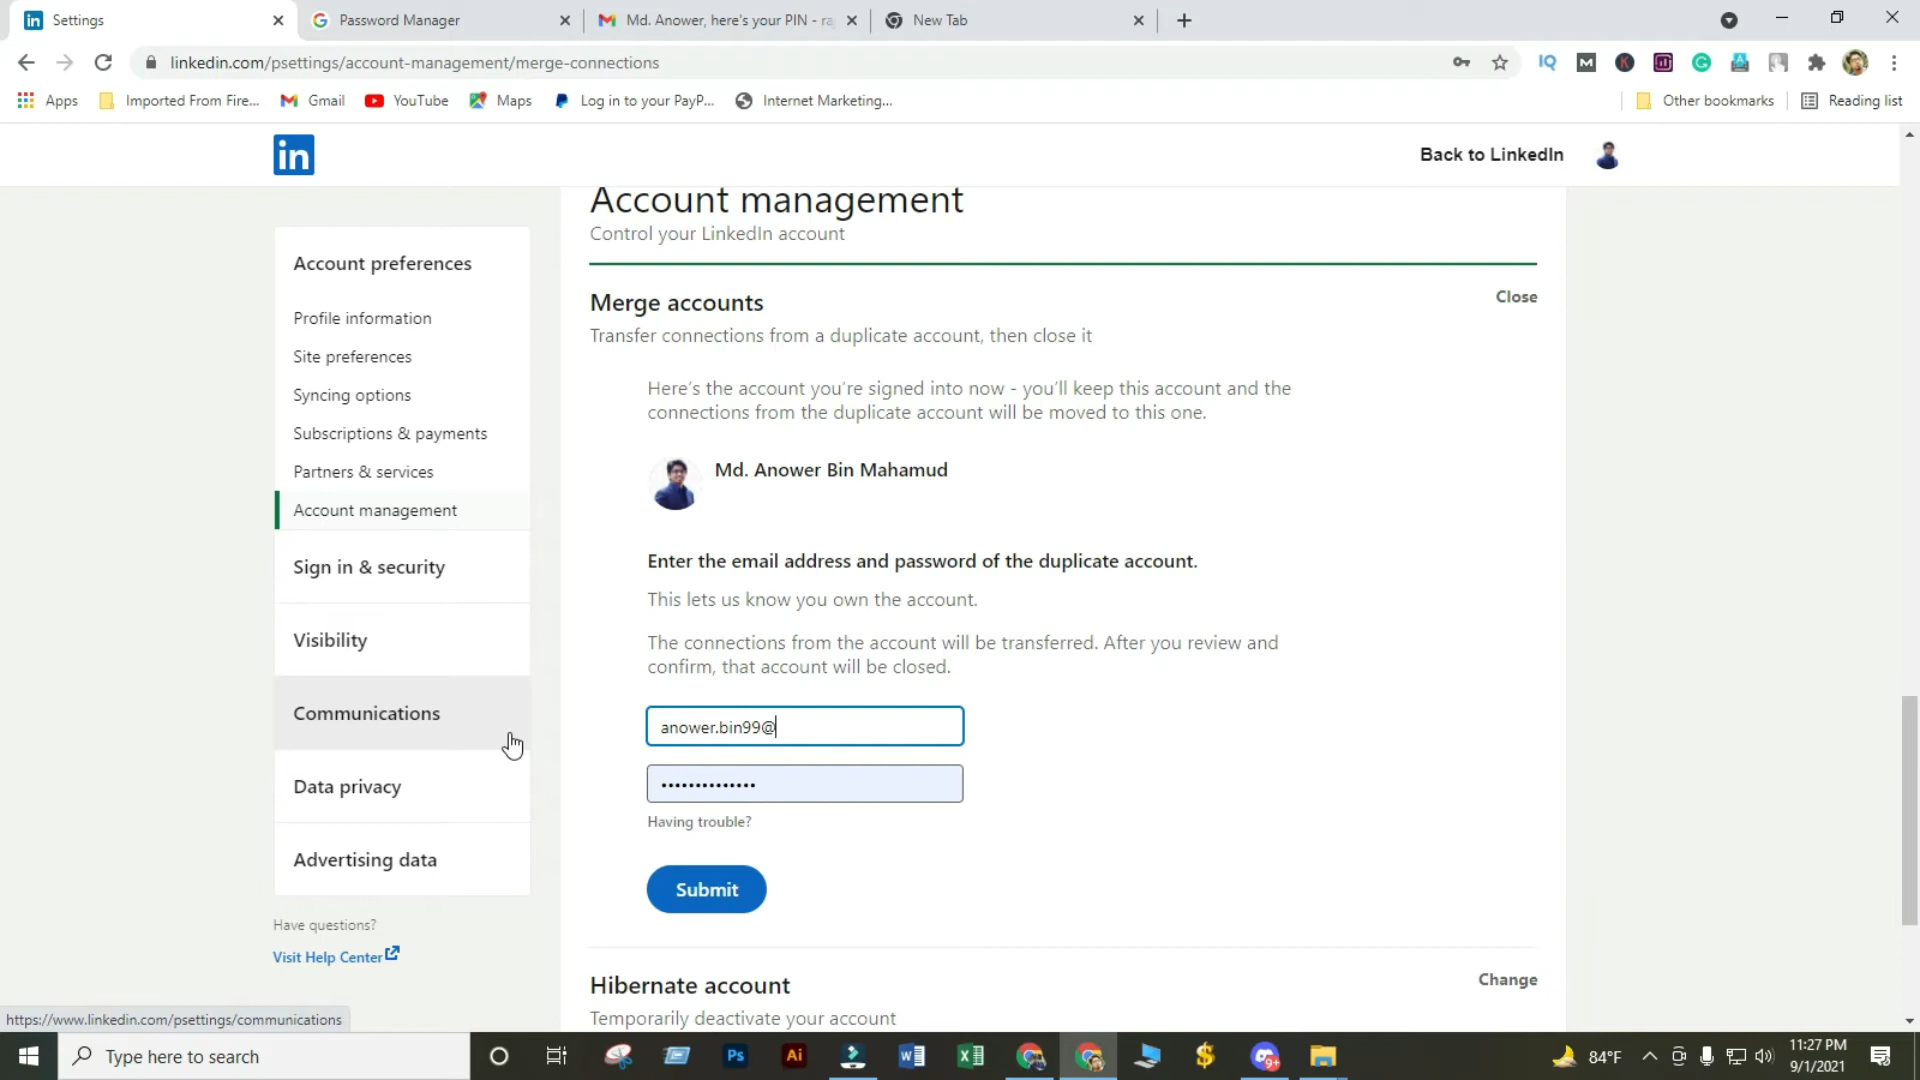 Settings
Password Manager
Md. Anower, here's your PIN - ra
New Tab
linkedin.com/psettings/account-management/merge-connections
Apps
Imported From Fire...
Gmail
YouTube
Maps
Log in to your PayP...
Internet Marketing...
Other bookmarks
Reading list
in
Back to LinkedIn
Account management
Control your LinkedIn account
Account preferences
Profile information
Site preferences
Syncing options
Subscriptions & payments
Partners & services
Account management
Sign in & security
Visibility
Communications
Data privacy
Advertising data
Have questions?
Visit Help Center
Merge accounts
Close
Transfer connections from a duplicate account, then close it
Here's the account you're signed into now - you'll keep this account and the
connections from the duplicate account will be moved to this one.
Md. Anower Bin Mahamud
Enter the email address and password of the duplicate account.
This lets us know you own the account.
The connections from the account will be transferred. After you review and
confirm, that account will be closed.
anower.bin99@
••••••••••••••
Having trouble?
Submit
Hibernate account
Change
Temporarily deactivate your account
https://www.linkedin.com/psettings/communications
Type here to search
84°F
11:27 PM
9/1/2021